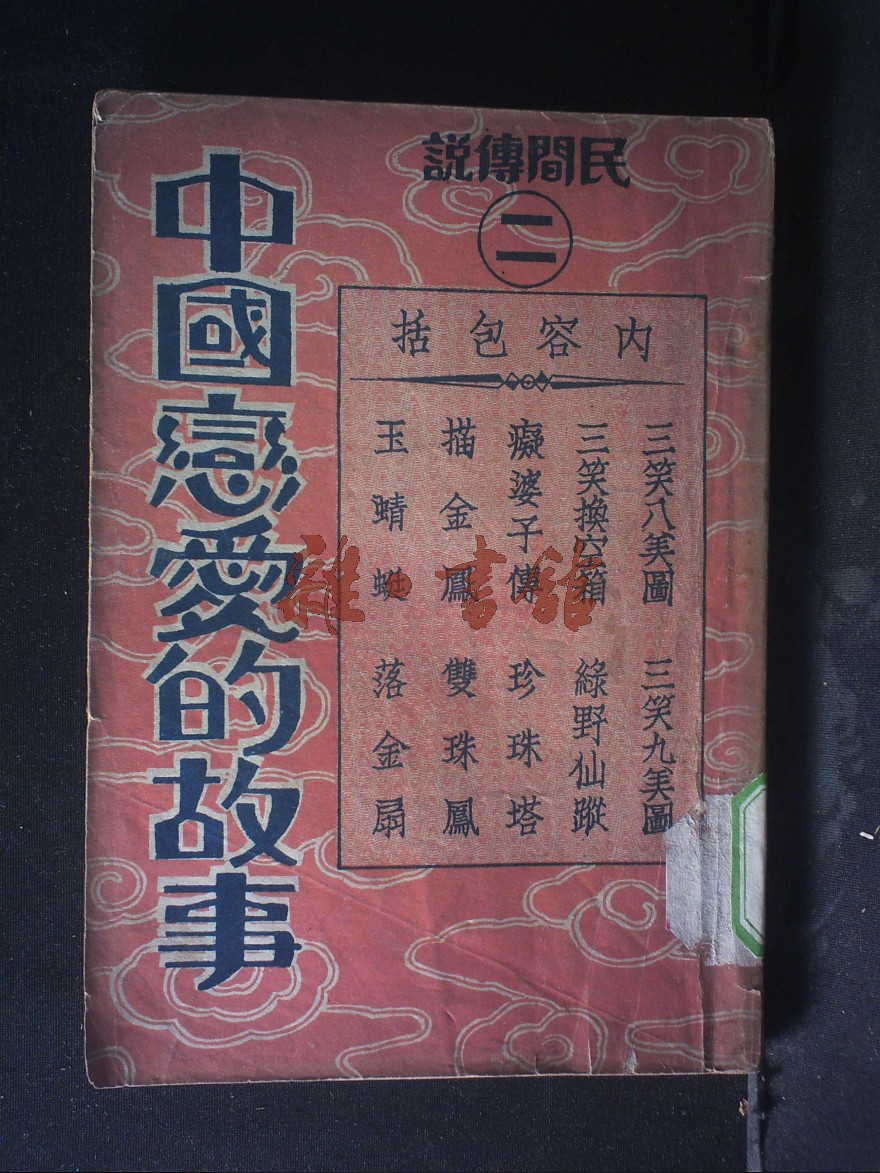 民間傳説
二
中國戀愛的故事
内容包括
三笑八美圖 三笑九美圖
三笑換空箱 綠野仙蹤
癡婆子傳 珍珠塔
描金鳳 雙珠鳳
玉蜻蜓 落金扇
雜·書館